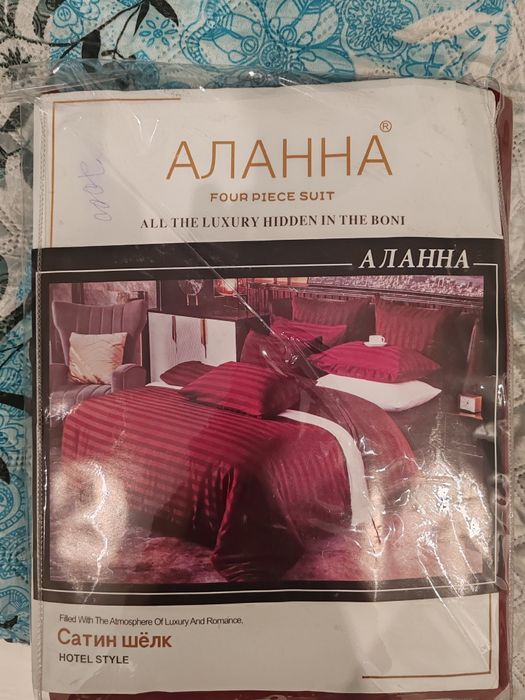 АЛАННА®
FOUR PIECE SUIT
ALL THE LUXURY HIDDEN IN THE BONI
АЛАННА
Filled With The Atmosphere Of Luxury And Romance,
Сатин шёлк
HOTEL STYLE